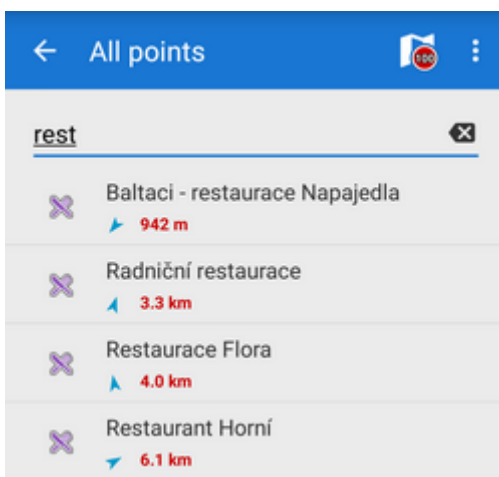 All points
100
rest
Baltaci - restaurace Napajedla
942 m
Radniční restaurace
3.3 km
Restaurace Flora
4.0 km
Restaurant Horní
6.1 km